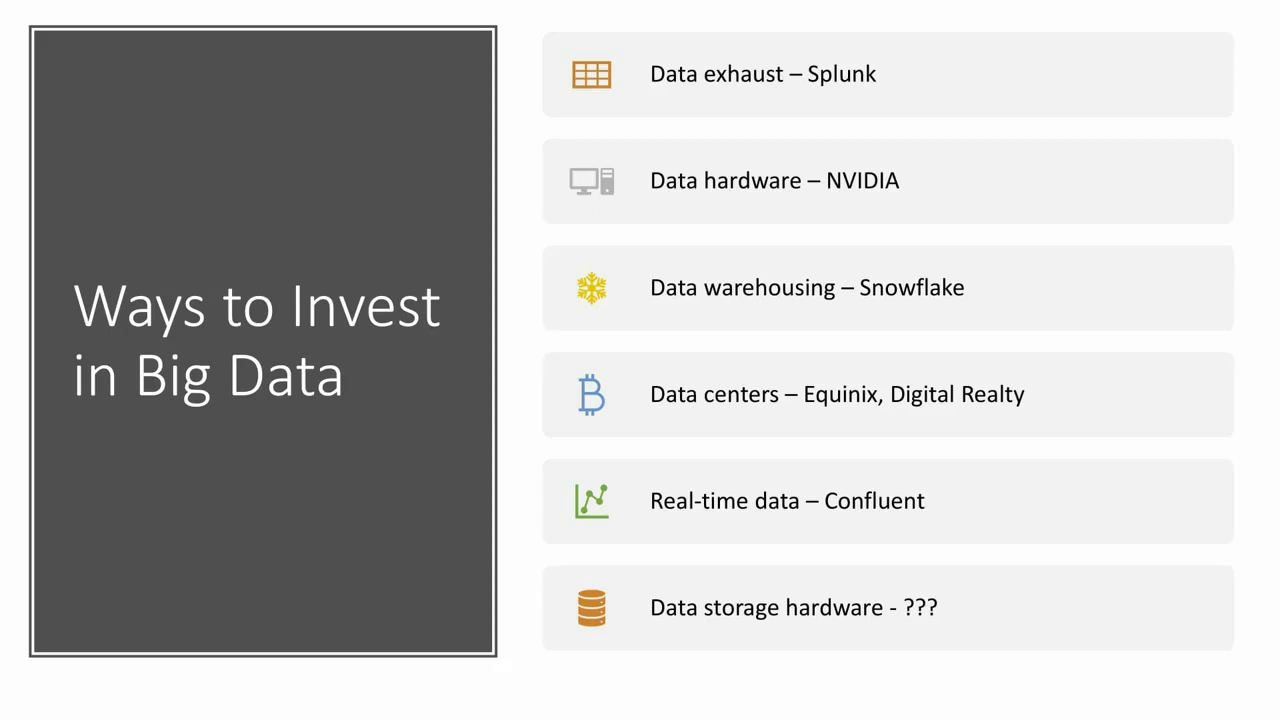 Ways to Invest
in Big Data
Data exhaust – Splunk
Data hardware – NVIDIA
Data warehousing – Snowflake
Data centers – Equinix, Digital Realty
Real-time data – Confluent
Data storage hardware - ???